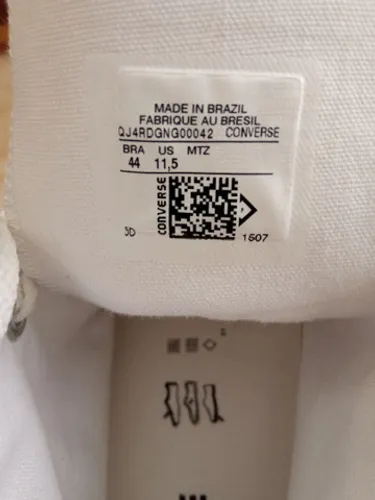 MADE IN BRAZIL
FABRIQUE AU BRESIL
QJ4RDGNG00042 CONVERSE
BRA US MTZ
44 11,5
CONVERSE
3D 1507